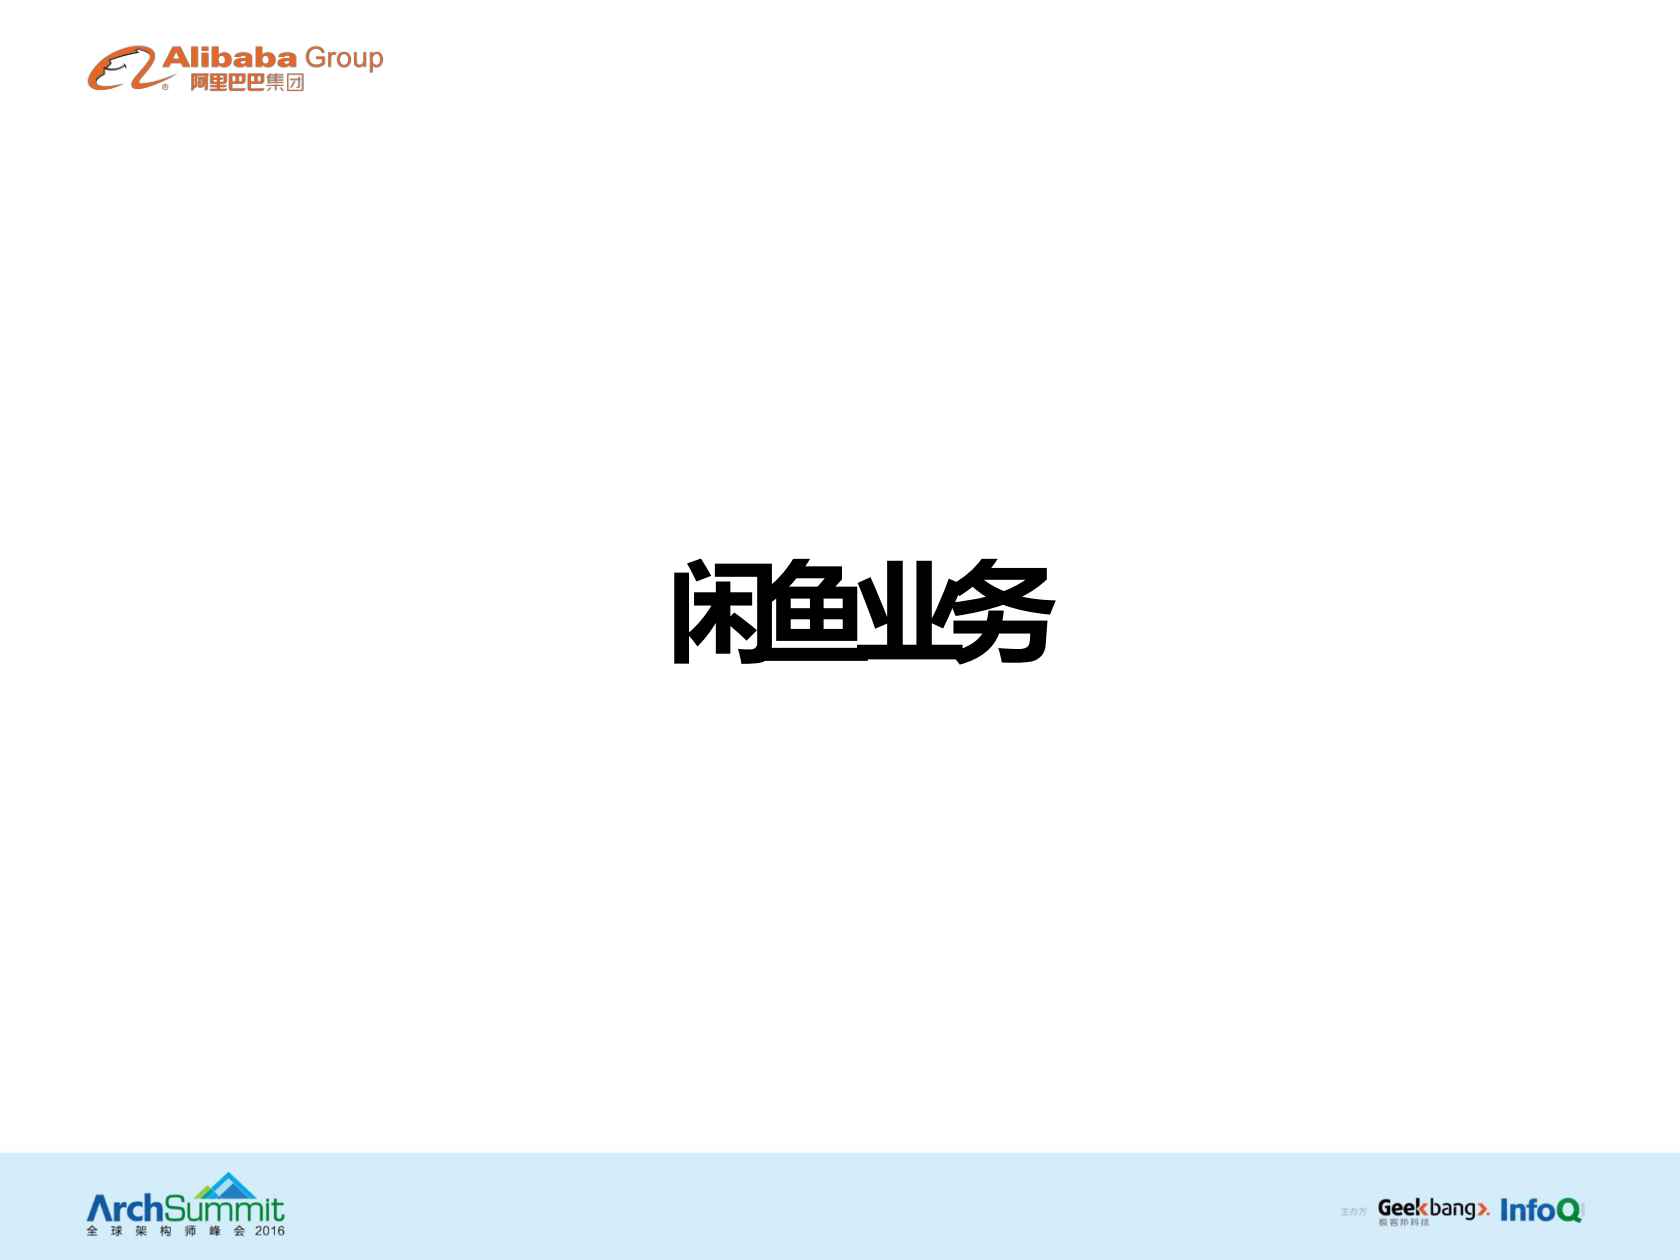 Alibaba Group
阿里巴巴集团
闲鱼业务
ArchSummit
全球架构师峰会 2016
主办方 Geekbang>. InfoQ
极客邦科技